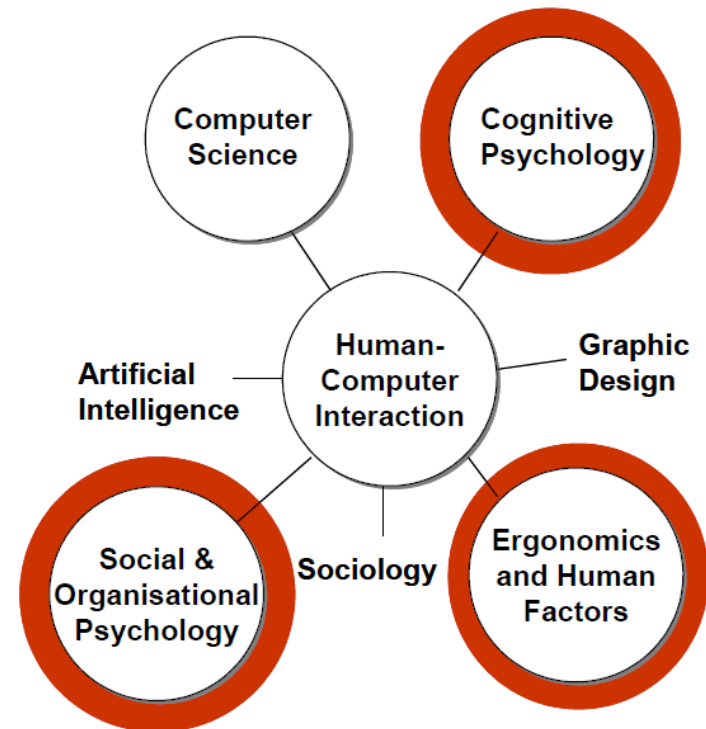 Computer
Science
Cognitive
Psychology
Human-
Computer
Interaction
Graphic
Design
Artificial
Intelligence
Social &
Organisational
Psychology
Sociology
Ergonomics
and Human
Factors